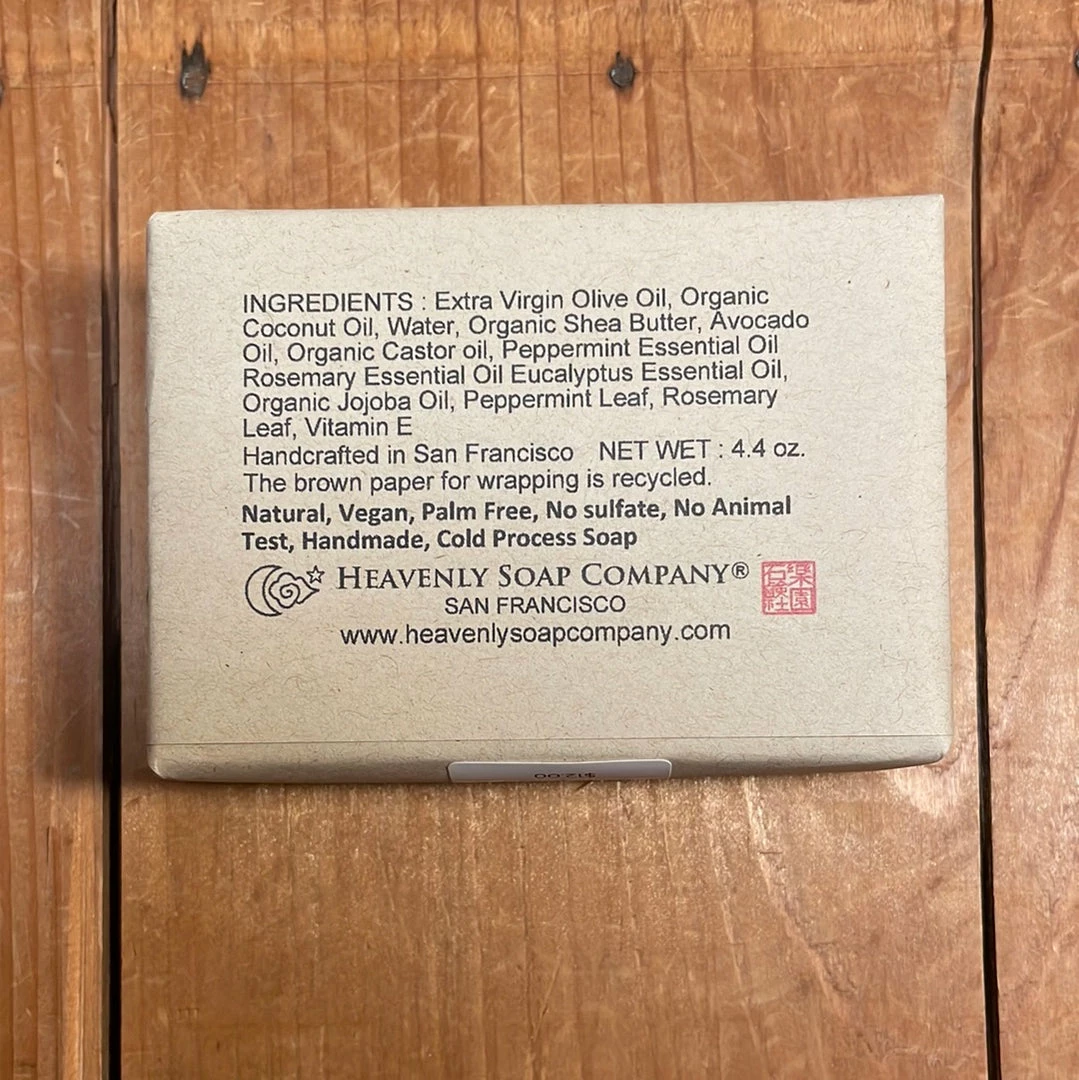 INGREDIENTS : Extra Virgin Olive Oil, Organic
Coconut Oil, Water, Organic Shea Butter, Avocado
Oil, Organic Castor oil, Peppermint Essential Oil
Rosemary Essential Oil Eucalyptus Essential Oil,
Organic Jojoba Oil, Peppermint Leaf, Rosemary
Leaf, Vitamin E
Handcrafted in San Francisco NET WET : 4.4 oz.
The brown paper for wrapping is recycled.
Natural, Vegan, Palm Free, No sulfate, No Animal
Test, Handmade, Cold Process Soap
HEAVENLY SOAP COMPANY®
SAN FRANCISCO
www.heavenlysoapcompany.com
$12.00